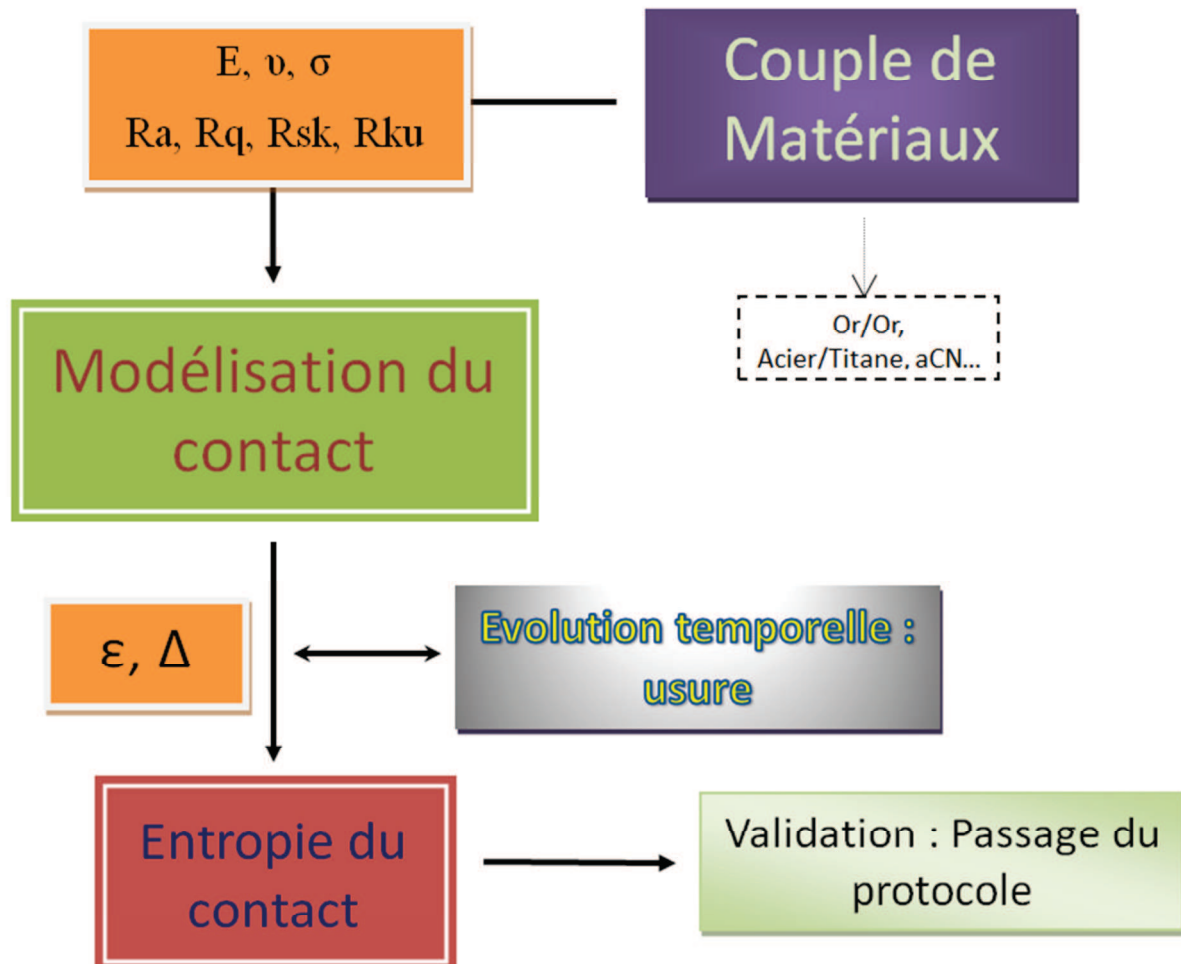 E, υ, σ
Ra, Rq, Rsk, Rku
Couple de
Matériaux
Or/Or,
Acier/Titane, aCN...
Modélisation du
contact
ε, Δ
Evolution temporelle :
usure
Entropie du
contact
Validation : Passage du
protocole